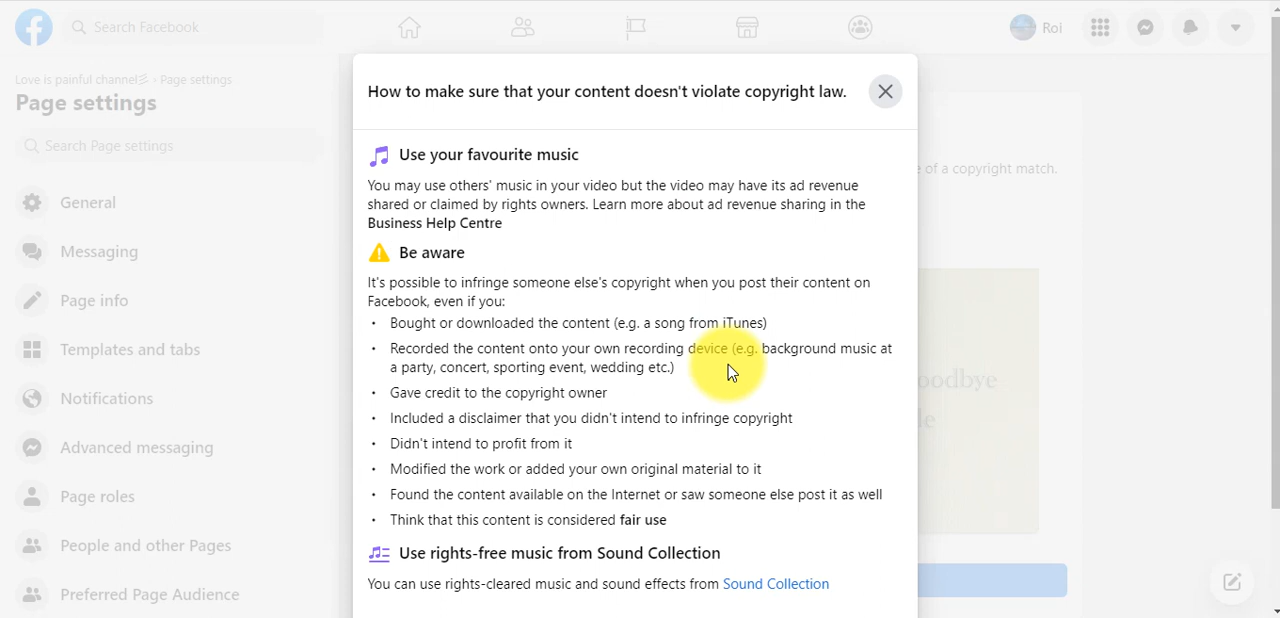 Search Facebook
Roi
Love is painful channel彡 › Page settings
Page settings
Search Page settings
General
Messaging
Page info
Templates and tabs
Notifications
Advanced messaging
Page roles
People and other Pages
Preferred Page Audience
How to make sure that your content doesn't violate copyright law.
Use your favourite music
You may use others' music in your video but the video may have its ad revenue
shared or claimed by rights owners. Learn more about ad revenue sharing in the
Business Help Centre
Be aware
It's possible to infringe someone else's copyright when you post their content on
Facebook, even if you:
• Bought or downloaded the content (e.g. a song from iTunes)
• Recorded the content onto your own recording device (e.g. background music at
a party, concert, sporting event, wedding etc.)
• Gave credit to the copyright owner
• Included a disclaimer that you didn't intend to infringe copyright
• Didn't intend to profit from it
• Modified the work or added your own original material to it
• Found the content available on the Internet or saw someone else post it as well
• Think that this content is considered fair use
Use rights-free music from Sound Collection
You can use rights-cleared music and sound effects from Sound Collection
of a copyright match.